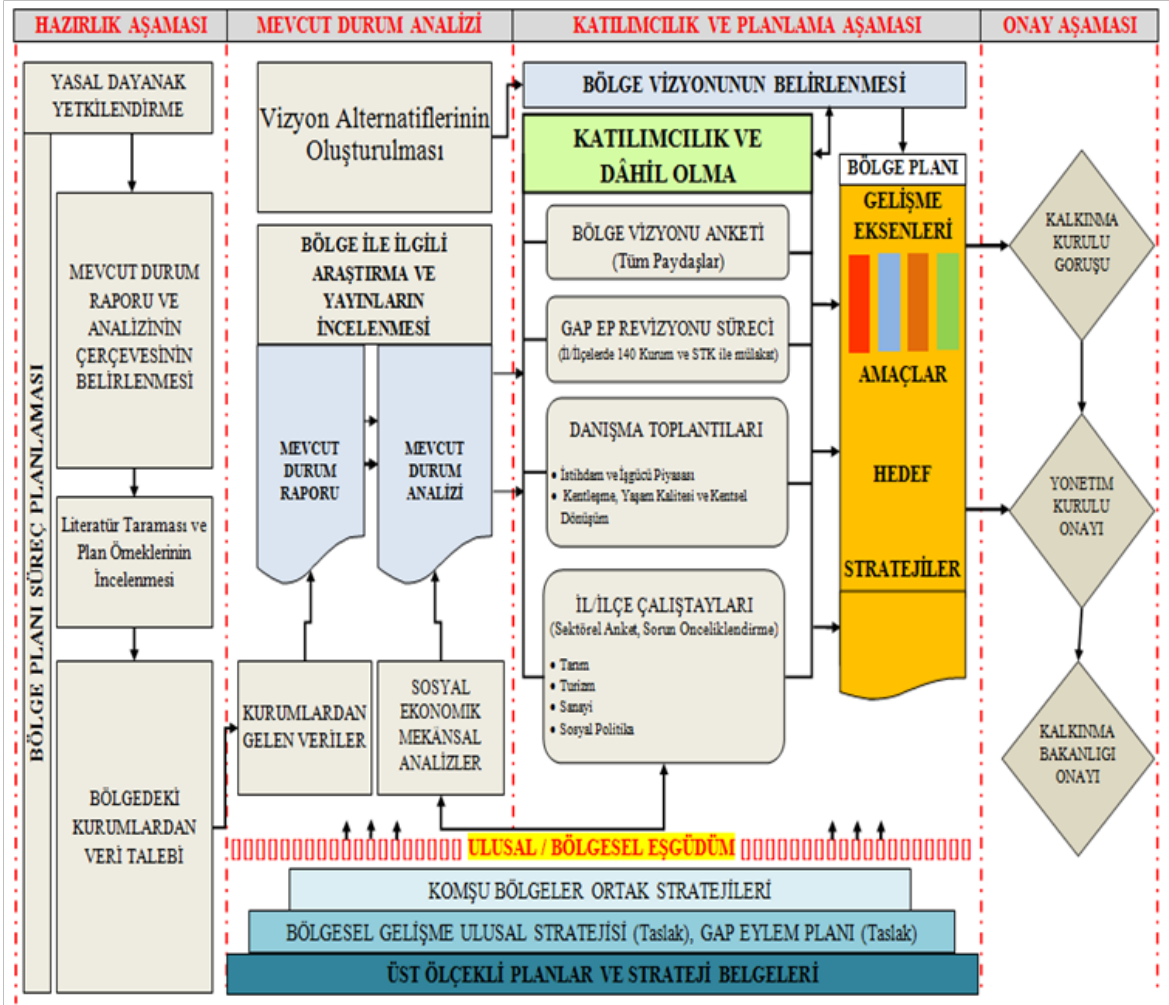 HAZIRLIK AŞAMASI
MEVCUT DURUM ANALİZİ
KATILIMCILIK VE PLANLAMA AŞAMASI
ONAY AŞAMASI
BÖLGE PLANI SÜREÇ PLANLAMASI
YASAL DAYANAK
YETKİLENDİRME
MEVCUT DURUM
RAPORU VE
ANALİZİNİN
ÇERÇEVESİNİN
BELİRLENMESİ
Literatür Taraması ve
Plan Örneklerinin
İncelenmesi
BÖLGEDEKİ
KURUMLARDAN
VERİ TALEBİ
Vizyon Alternatiflerinin
Oluşturulması
BÖLGE İLE İLGİLİ
ARAŞTIRMA VE
YAYINLARIN
İNCELENMESİ
MEVCUT
DURUM
RAPORU
MEVCUT
DURUM
ANALİZİ
KURUMLARDAN
GELEN VERİLER
SOSYAL
EKONOMIK
MEKÂNSAL
ANALİZLER
BÖLGE VİZYONUNUN BELİRLENMESİ
KATILIMCILIK VE
DÂHİL OLMA
BÖLGE VİZYONU ANKETİ
(Tüm Paydaşlar)
GAP EP REVİZYONU SÜRECİ
(İl/İlçelerde 140 Kurum ve STK ile mülakat)
DANIŞMA TOPLANTILARI
• İstihdam ve İşgücü Piyasası
• Kentleşme, Yaşam Kalitesi ve Kentsel
Dönüşüm
İL/İLÇE ÇALIŞTAYLARI
(Sektörel Anket, Sorun Onceliklendirme)
• Tarım
• Turizm
• Sanayi
• Sosyal Politika
BÖLGE PLANI
GELİŞME
EKSENLERİ
AMAÇLAR
HEDEF
STRATEJİLER
KALKINMA
KURULU
GORUŞU
YONETIM
KURULU
ONAYI
KALKINMA
BAKANLIGI
ONAYI
ULUSAL / BÖLGESEL EŞGÜDÜM
KOMŞU BÖLGELER ORTAK STRATEJİLERİ
BÖLGESEL GELİŞME ULUSAL STRATEJİSİ (Taslak), GAP EYLEM PLANI (Taslak)
ÜST ÖLÇEKLİ PLANLAR VE STRATEJİ BELGELERİ